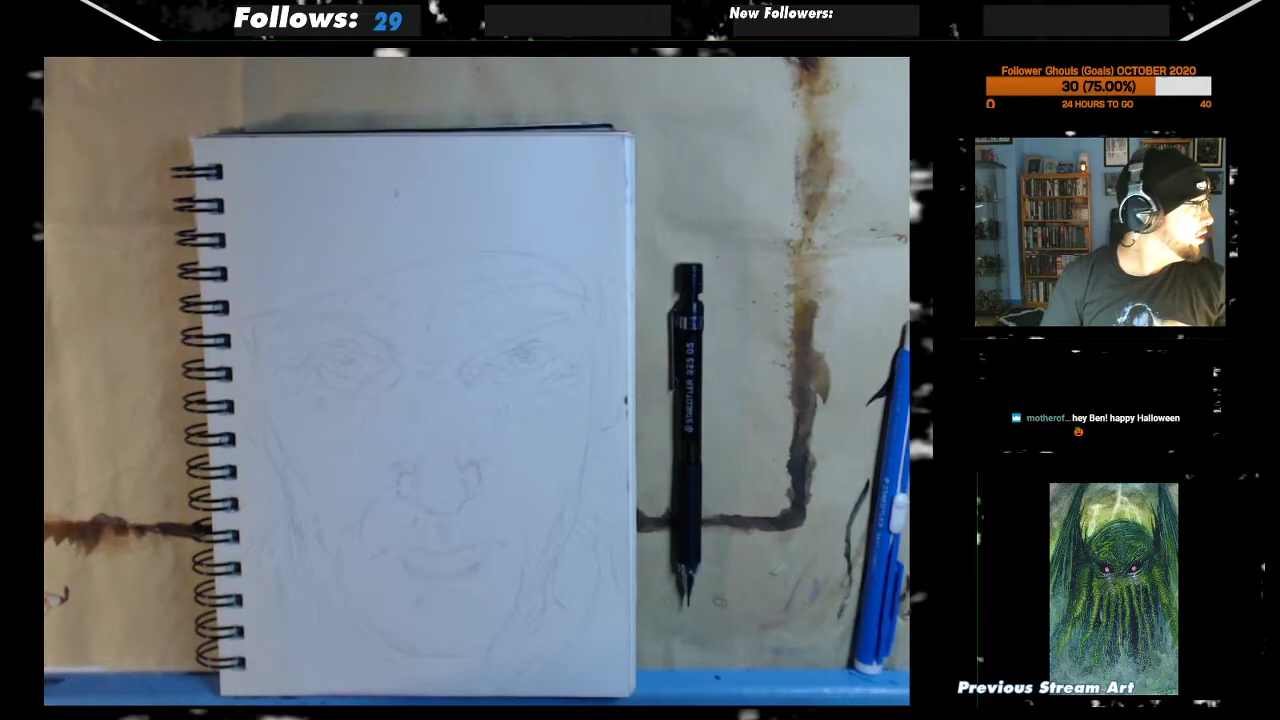 Follows: 29
New Followers:
Follower Ghouls (Goals) OCTOBER 2020
30 (75.00%)
0
24 HOURS TO GO
40
motherof... hey Ben! happy Halloween
🎃
STAEDTLER 925 05
Previous Stream Art